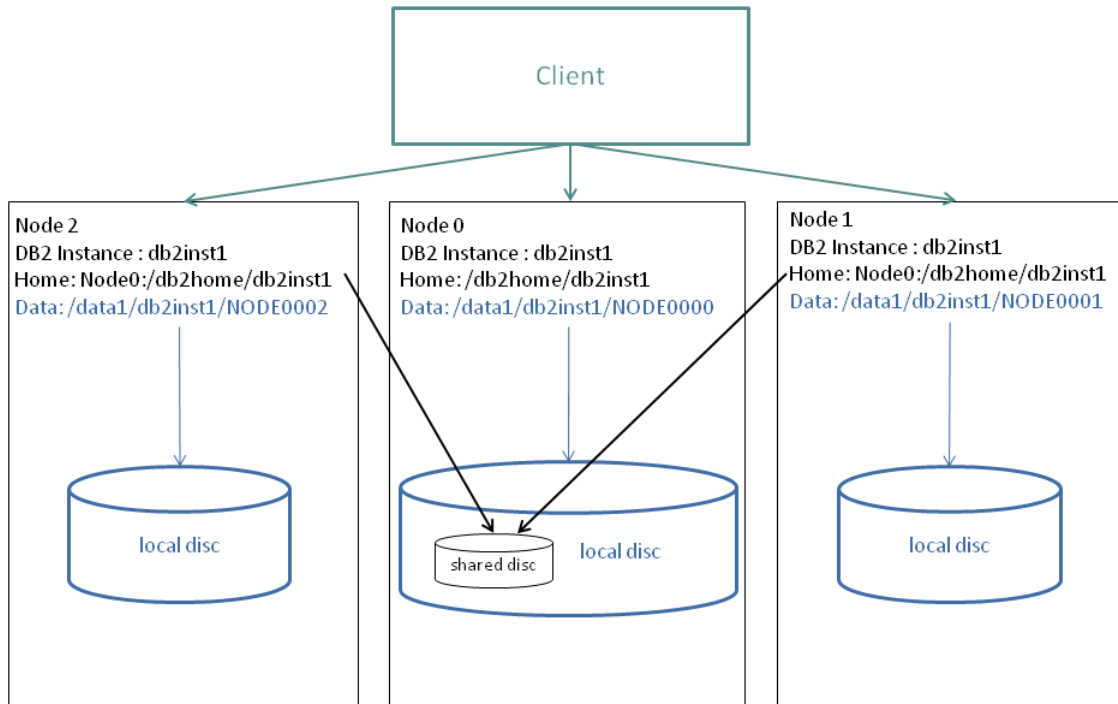 Client
Node 2
DB2 Instance : db2inst1
Home: Node0:/db2home/db2inst1
Data: /data1/db2inst1/NODE0002
local disc
Node 0
DB2 Instance : db2inst1
Home: /db2home/db2inst1
Data: /data1/db2inst1/NODE0000
shared disc
local disc
Node 1
DB2 Instance : db2inst1
Home: Node0:/db2home/db2inst1
Data: /data1/db2inst1/NODE0001
local disc